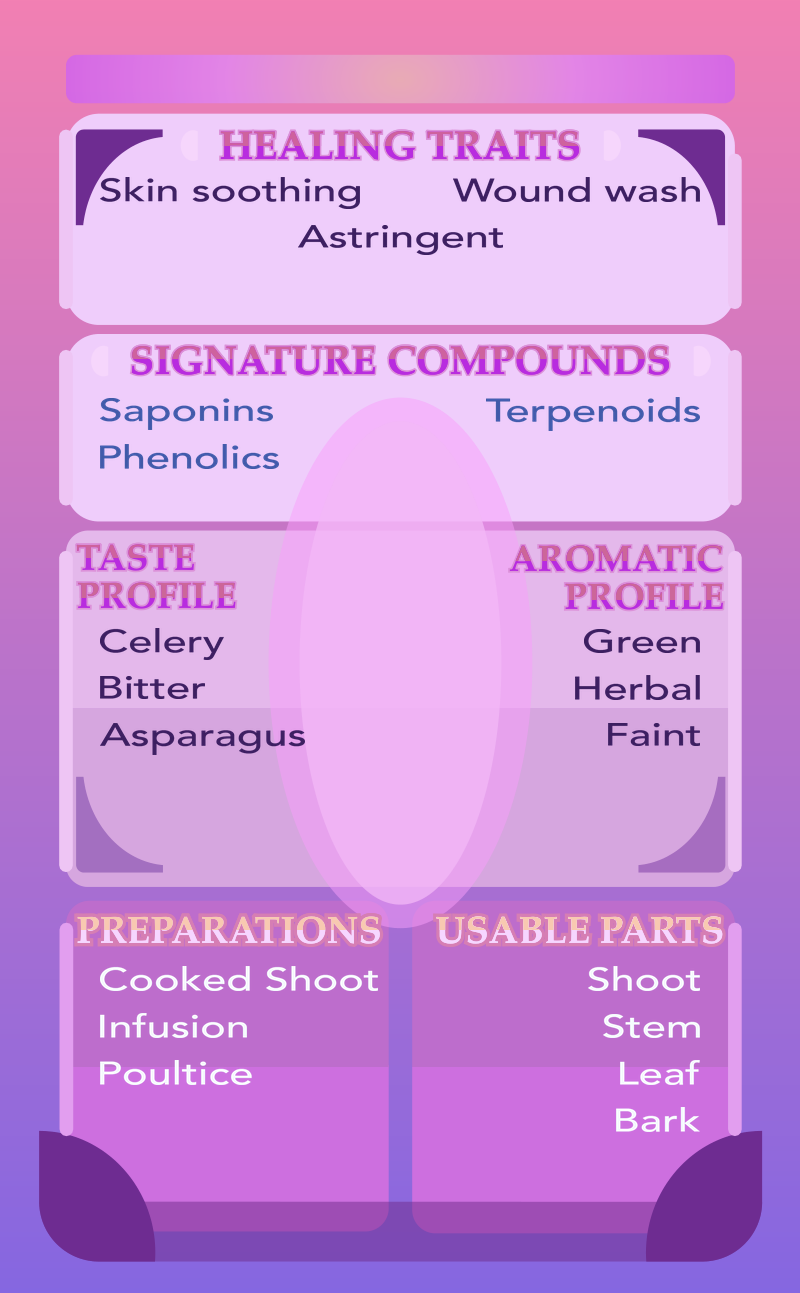 HEALING TRAITS
Skin soothing Wound wash
Astringent
SIGNATURE COMPOUNDS
Saponins Terpenoids
Phenolics
TASTE PROFILE
Celery
Bitter
Asparagus
AROMATIC PROFILE
Green
Herbal
Faint
PREPARATIONS
Cooked Shoot
Infusion
Poultice
USABLE PARTS
Shoot
Stem
Leaf
Bark